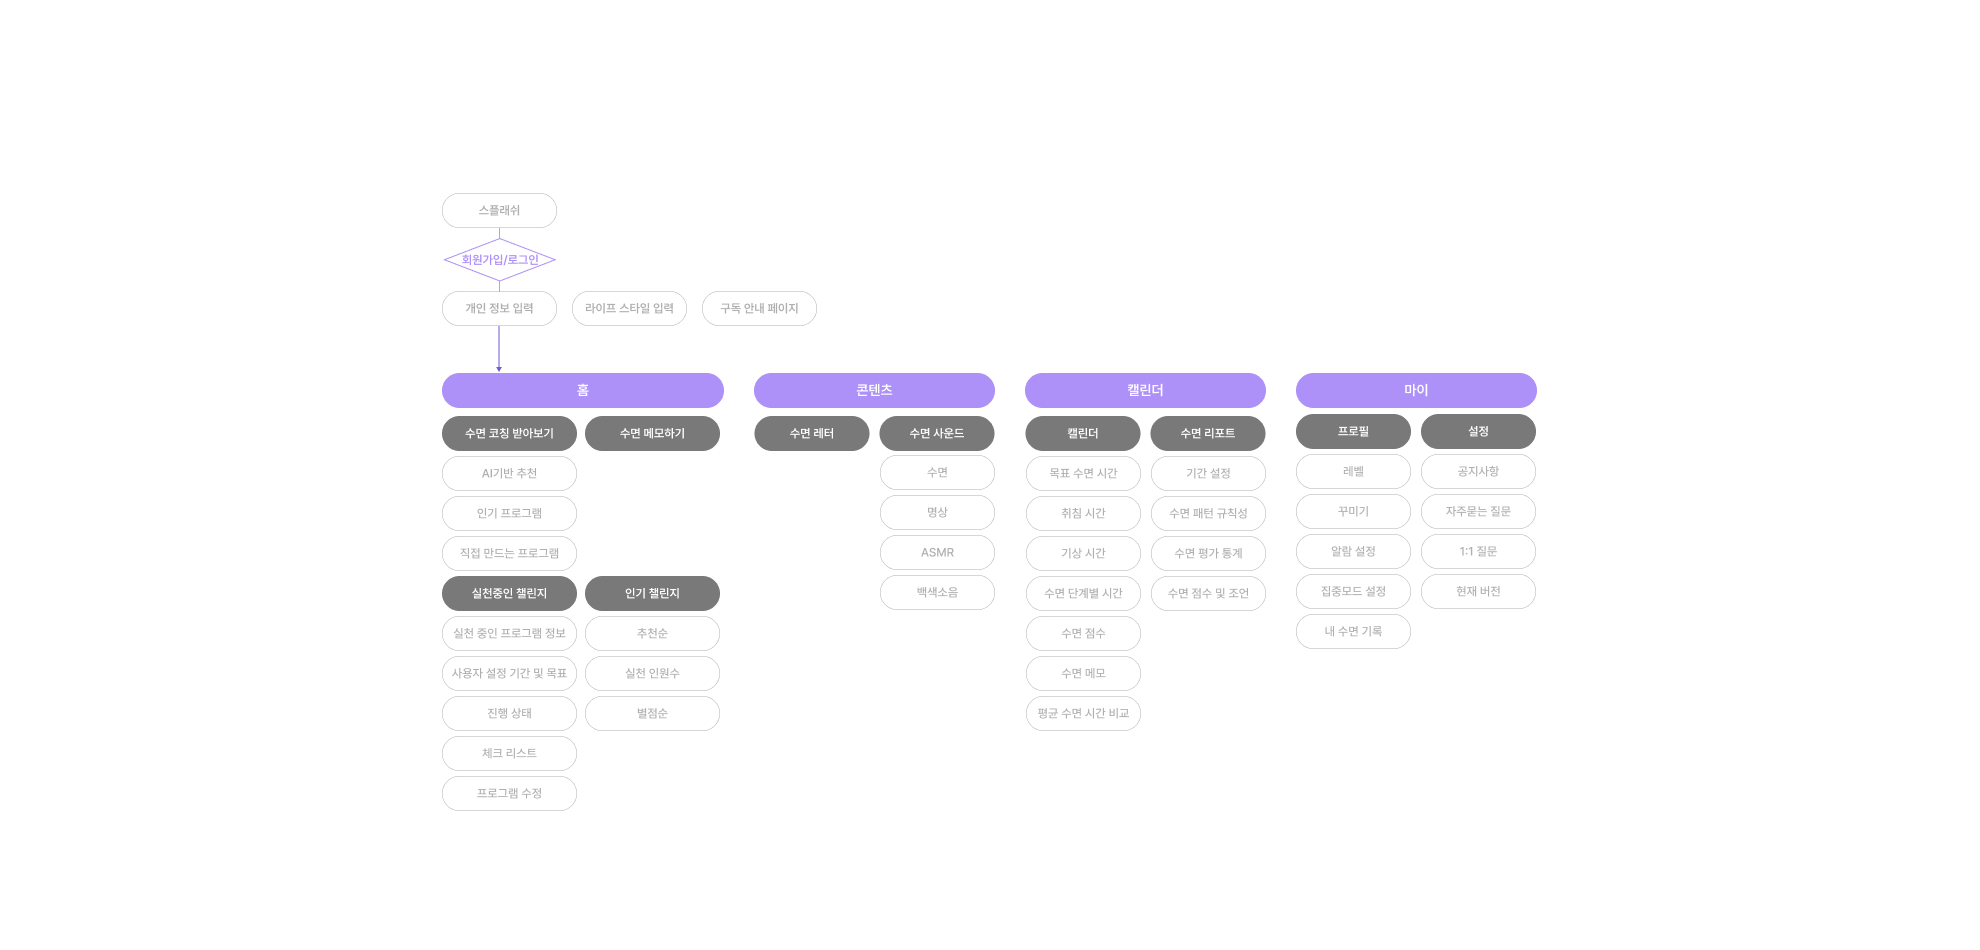 스플래쉬
회원가입/로그인
개인 정보 입력
라이프 스타일 입력
구독 안내 페이지
홈
수면 코칭 받아보기
수면 메모하기
AI기반 추천
인기 프로그램
직접 만드는 프로그램
실천중인 챌린지
인기 챌린지
실천 중인 프로그램 정보
추천순
사용자 설정 기간 및 목표
실천 인원수
진행 상태
별점순
체크 리스트
프로그램 수정
콘텐츠
수면 레터
수면 사운드
수면
명상
ASMR
백색소음
캘린더
캘린더
수면 리포트
목표 수면 시간
기간 설정
취침 시간
수면 패턴 규칙성
기상 시간
수면 평가 통계
수면 단계별 시간
수면 점수 및 조언
수면 점수
수면 메모
평균 수면 시간 비교
마이
프로필
설정
레벨
공지사항
꾸미기
자주묻는 질문
알람 설정
1:1 질문
집중모드 설정
현재 버전
내 수면 기록